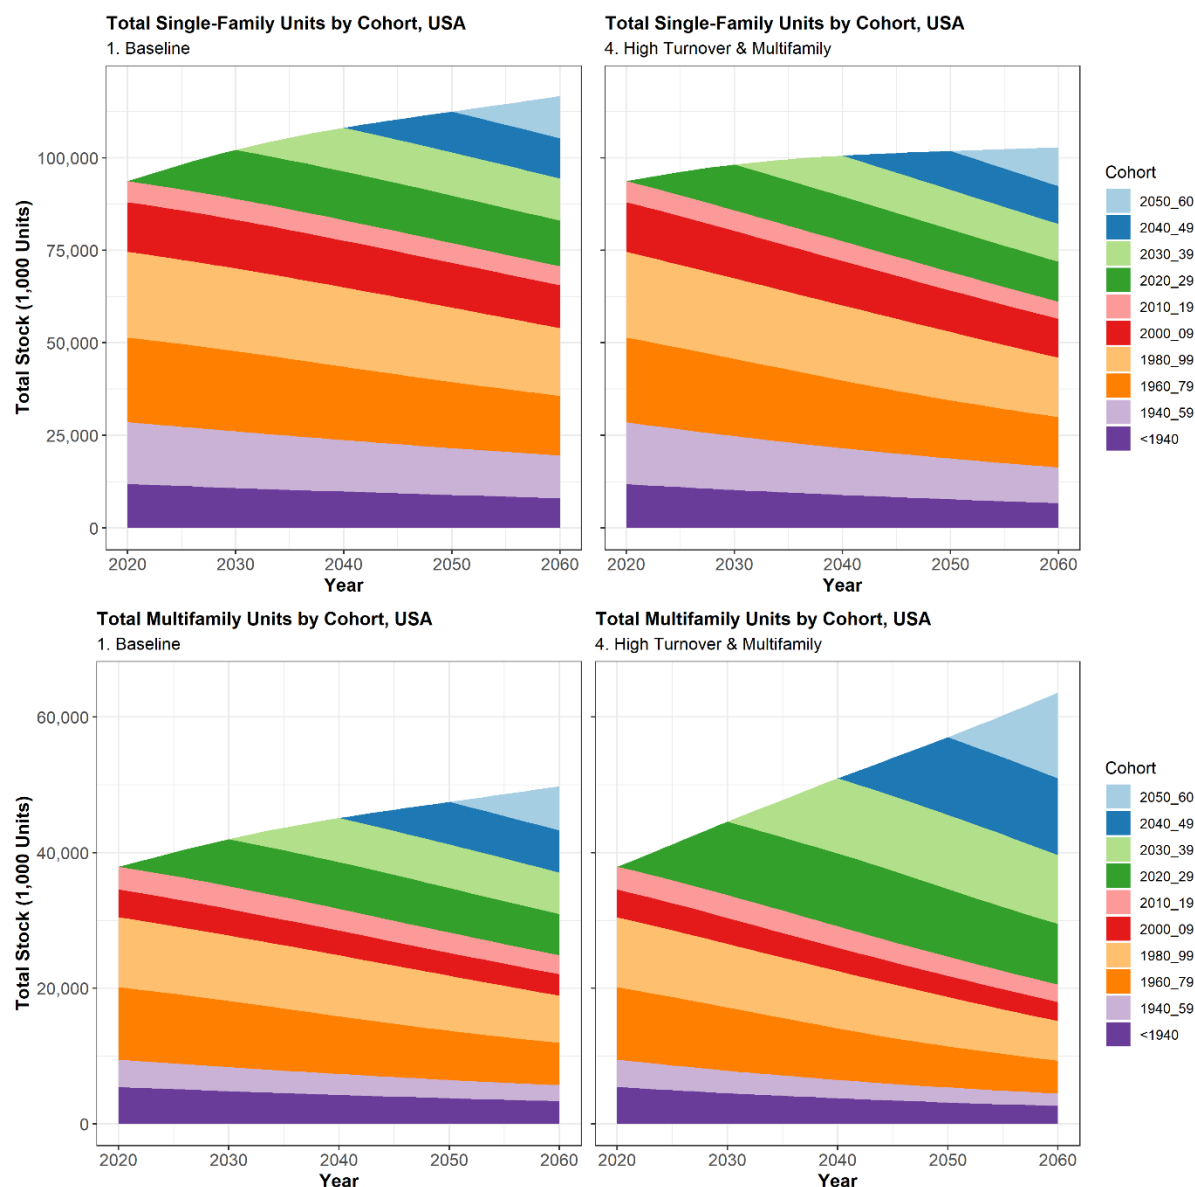 Total Single-Family Units by Cohort, USA
1. Baseline
Total Single-Family Units by Cohort, USA
4. High Turnover & Multifamily
Total Stock (1,000 Units)
100,000
75,000
50,000
25,000
0
2020 2030 2040 2050 2060
Year
2020 2030 2040 2050 2060
Year
Cohort
2050_60
2040_49
2030_39
2020_29
2010_19
2000_09
1980_99
1960_79
1940_59
<1940
Total Multifamily Units by Cohort, USA
1. Baseline
Total Multifamily Units by Cohort, USA
4. High Turnover & Multifamily
Total Stock (1,000 Units)
60,000
40,000
20,000
0
2020 2030 2040 2050 2060
Year
2020 2030 2040 2050 2060
Year
Cohort
2050_60
2040_49
2030_39
2020_29
2010_19
2000_09
1980_99
1960_79
1940_59
<1940